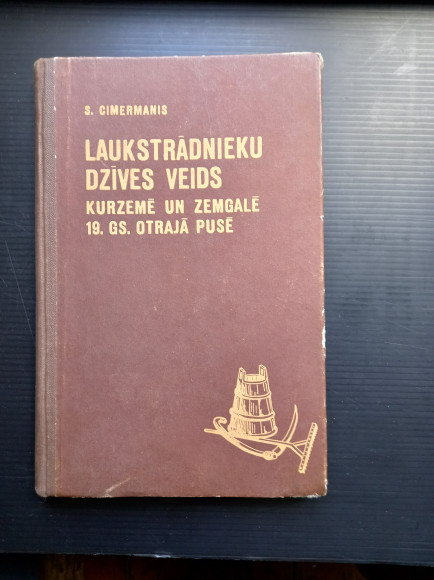 S. CIMERMANIS
LAUKSTRĀDNIEKU
DZĪVES VEIDS
KURZEMĒ UN ZEMGALĒ
19. GS. OTRAJĀ PUSĒ